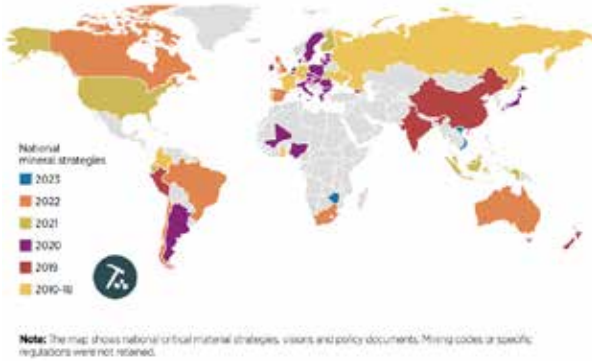 National
mineral strategies
2023
2022
2021
2020
2019
2010-18
Note: The map shows national critical material strategies, visions and policy documents. Mining codes or specific
regulations were not retained.